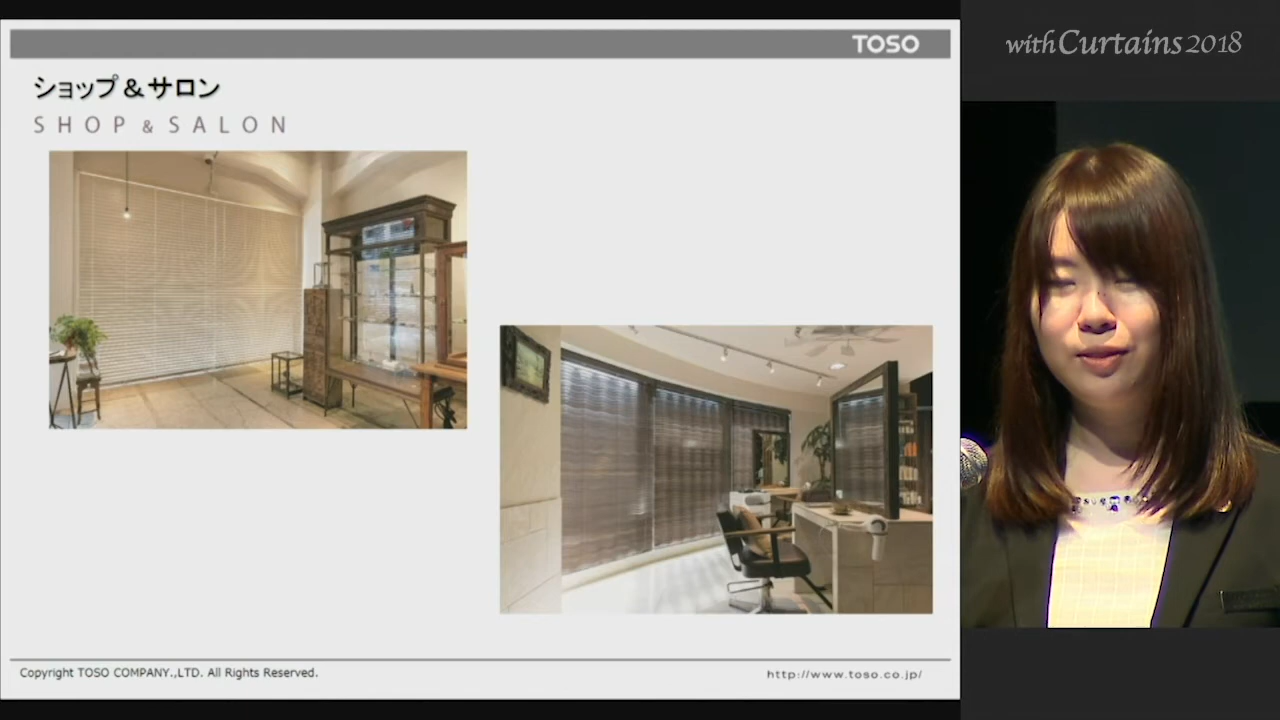 TOSO
withCurtains2018
ショップ＆サロン
SHOP & SALON
Copyright TOSO COMPANY.,LTD. All Rights Reserved.
http://www.toso.co.jp/